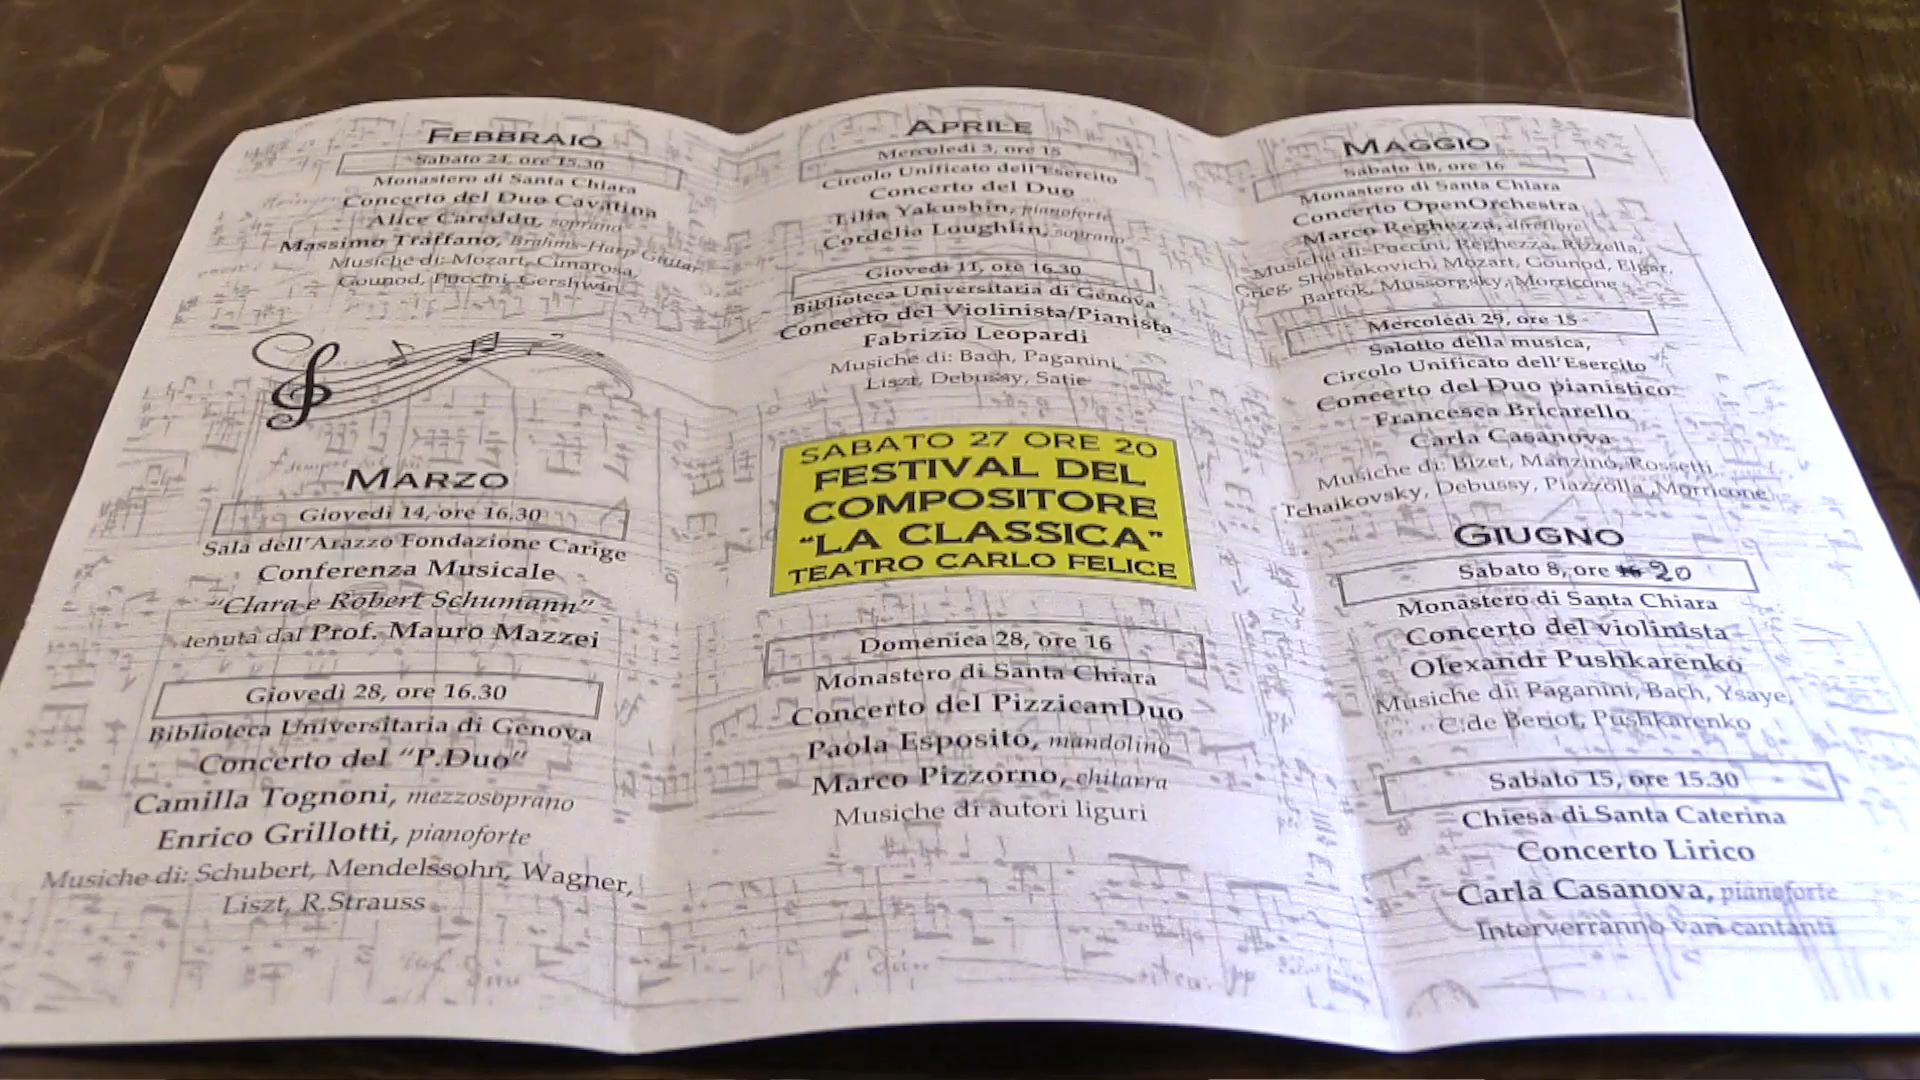 FEBBRAIO
Sabato 24, ore 15.30
Monastero di Santa Chiara
Concerto del Duo Cavatina
Alice Careddu, soprano
Massimo Traffano, Brahms-Harp Guitar
Musiche di: Mozart, Cimarosa,
Gounod, Puccini, Gershwin
MARZO
Giovedì 14, ore 16.30
Sala dell'Arazzo Fondazione Carige
Conferenza Musicale
"Clara e Robert Schumann"
tenuta dal Prof. Mauro Mazzei
Giovedì 28, ore 16.30
Biblioteca Universitaria di Genova
Concerto del "P.Duo"
Camilla Tognoni, mezzosoprano
Enrico Grillotti, pianoforte
Musiche di: Schubert, Mendelssohn, Wagner,
Liszt, R.Strauss
APRILE
Mercoledì 3, ore 15
Circolo Unificato dell'Esercito
Concerto del Duo
Lilia Yakushin, pianoforte
Cordelia Loughlin, soprano
Giovedì 11, ore 16.30
Biblioteca Universitaria di Genova
Concerto del Violinista/Pianista
Fabrizio Leopardi
Musiche di: Bach, Paganini,
Liszt, Debussy, Satie
SABATO 27 ORE 20
FESTIVAL DEL
COMPOSITORE
"LA CLASSICA"
TEATRO CARLO FELICE
Domenica 28, ore 16
Monastero di Santa Chiara
Concerto del PizzicanDuo
Paola Esposito, mandolino
Marco Pizzorno, chitarra
Musiche di autori liguri
MAGGIO
Sabato 18, ore 16
Monastero di Santa Chiara
Concerto OpenOrchestra
Marco Reghezza, direttore
Musiche di: Puccini, Reghezza, Rizzella,
Grieg, Shostakovich, Mozart, Gounod, Elgar,
Bartok, Mussorgsky, Morricone
Mercoledì 29, ore 15
Salotto della musica,
Circolo Unificato dell'Esercito
Concerto del Duo pianistico
Francesca Bricarello
Carla Casanova
Musiche di: Bizet, Manzino, Rossetti,
Tchaikovsky, Debussy, Piazzolla, Morricone
GIUGNO
Sabato 8, ore 16 20
Monastero di Santa Chiara
Concerto del violinista
Olexandr Pushkarenko
Musiche di: Paganini, Bach, Ysaye,
C.de Beriot, Pushkarenko
Sabato 15, ore 15.30
Chiesa di Santa Caterina
Concerto Lirico
Carla Casanova, pianoforte
Interverranno vari cantanti